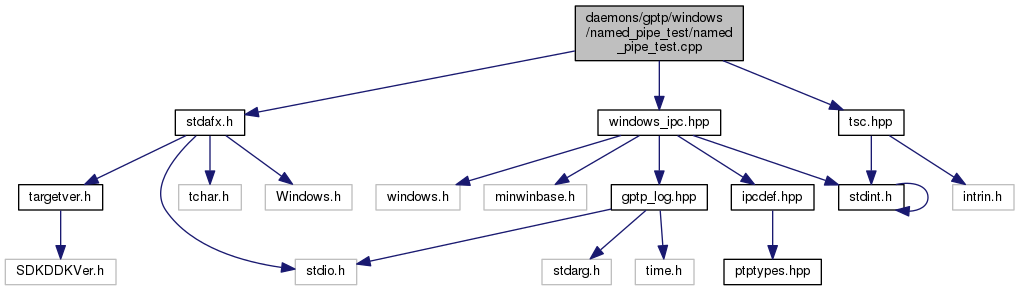 daemons/gptp/windows
/named_pipe_test/named
_pipe_test.cpp
stdafx.h
windows_ipc.hpp
tsc.hpp
targetver.h
tchar.h
Windows.h
windows.h
minwinbase.h
gptp_log.hpp
ipcdef.hpp
stdint.h
intrin.h
SDKDDKVer.h
stdio.h
stdarg.h
time.h
ptptypes.hpp